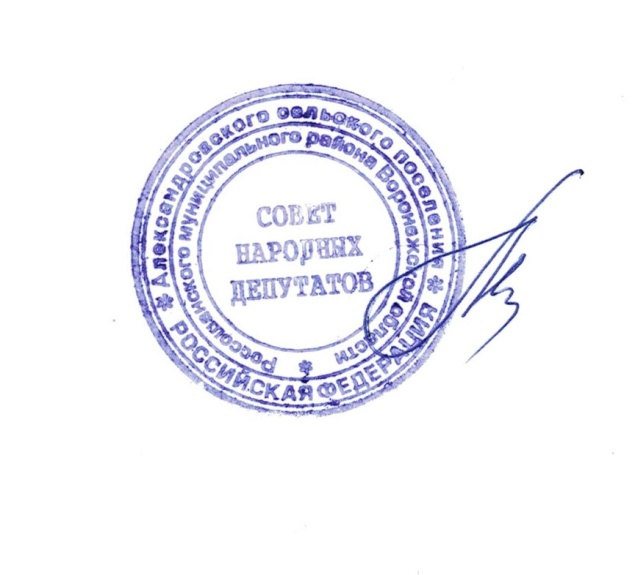 * Александровского сельского поселения *
РОССИЙСКАЯ ФЕДЕРАЦИЯ
Россошанского муниципального района Воронежской области *
СОВЕТ
НАРОДНЫХ
ДЕПУТАТОВ